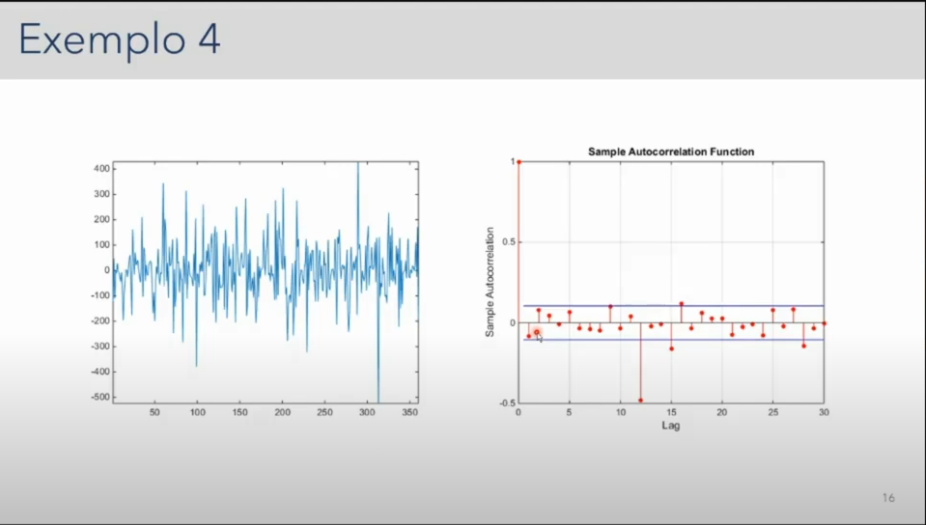 Exemplo 4
400
300
200
100
0
-100
-200
-300
-400
-500
50 100 150 200 250 300 350
Sample Autocorrelation Function
Sample Autocorrelation
1
0.5
0
-0.5
0 5 10 15 20 25 30
Lag
16